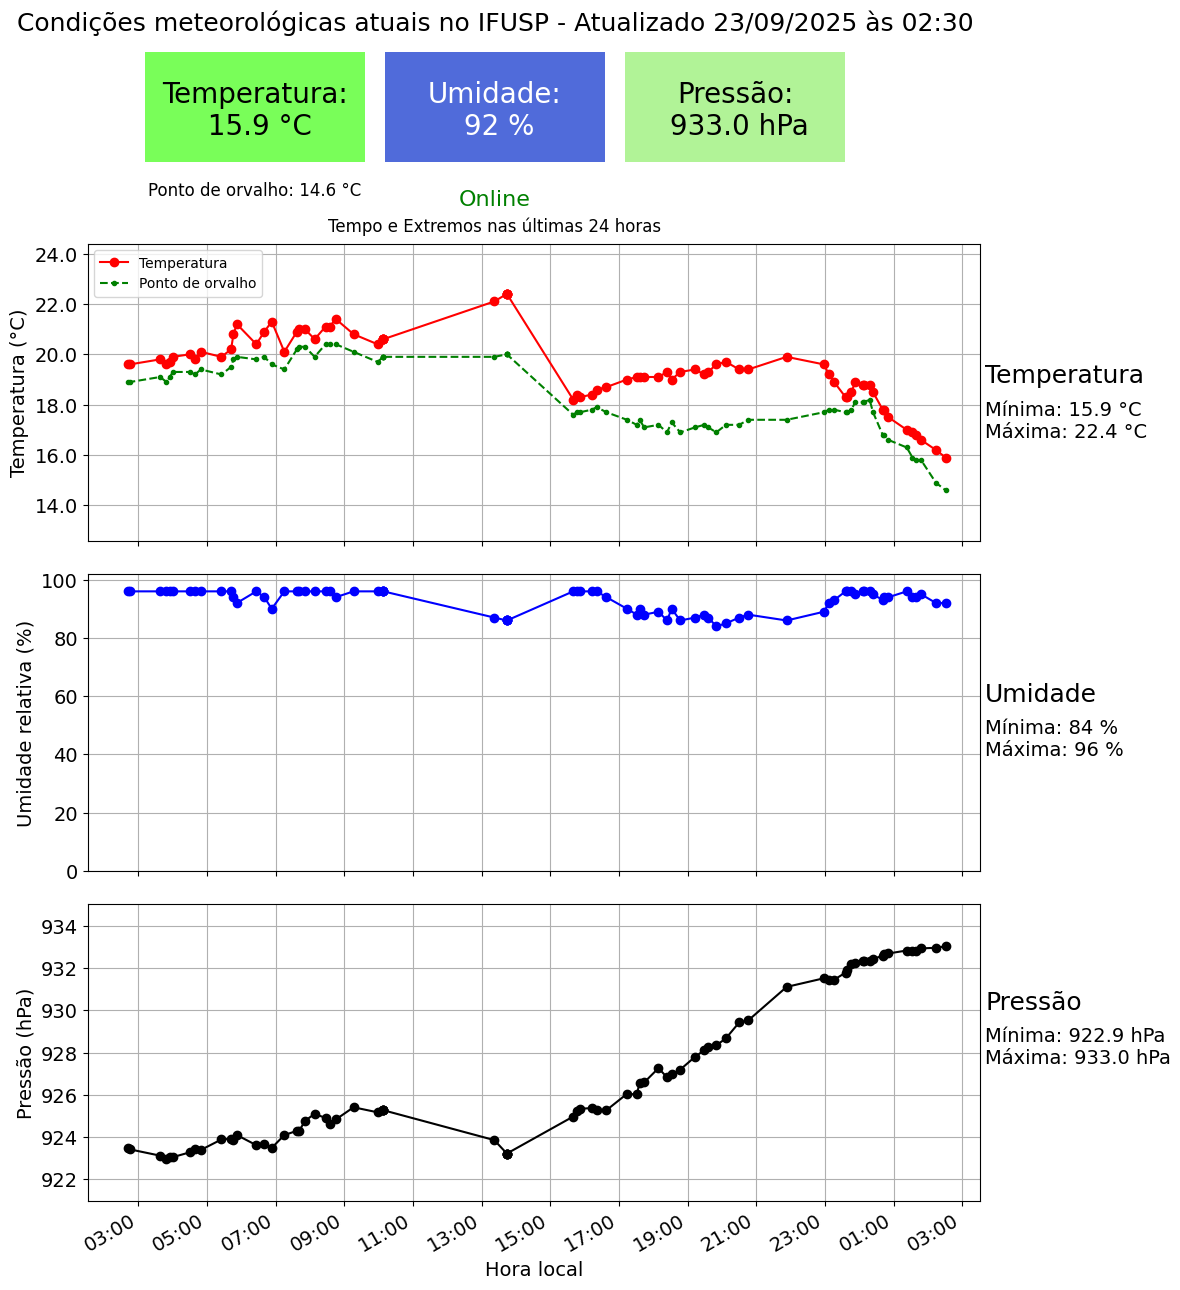 Condições meteorológicas atuais no IFUSP - Atualizado 23/09/2025 às 02:30
Temperatura:
15.9 °C
Umidade:
92 %
Pressão:
933.0 hPa
Ponto de orvalho: 14.6 °C
Online
Tempo e Extremos nas últimas 24 horas
Temperatura
Ponto de orvalho
24.0
22.0
20.0
18.0
16.0
14.0
Temperatura (°C)
Temperatura
Mínima: 15.9 °C
Máxima: 22.4 °C
100
80
60
40
20
0
Umidade relativa (%)
Umidade
Mínima: 84 %
Máxima: 96 %
934
932
930
928
926
924
922
Pressão (hPa)
Pressão
Mínima: 922.9 hPa
Máxima: 933.0 hPa
03:00
05:00
07:00
09:00
11:00
13:00
15:00
17:00
19:00
21:00
23:00
01:00
03:00
Hora local